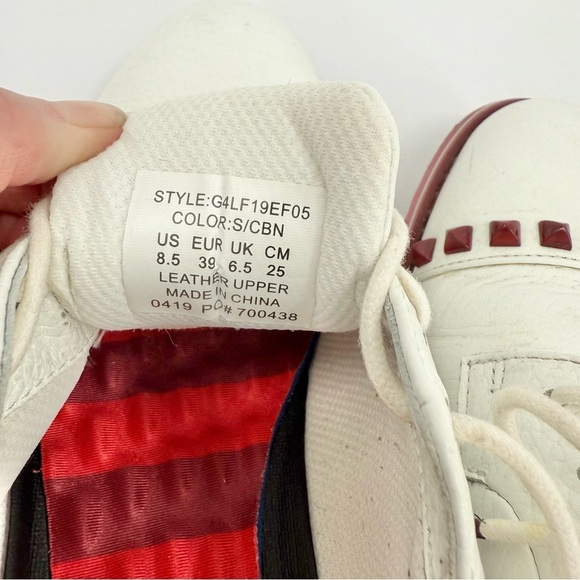 STYLE:G4LF19EF05
COLOR:S/CBN
US EUR UK CM
8.5 39 6.5 25
LEATHER UPPER
MADE IN CHINA
0419 PO# 700438